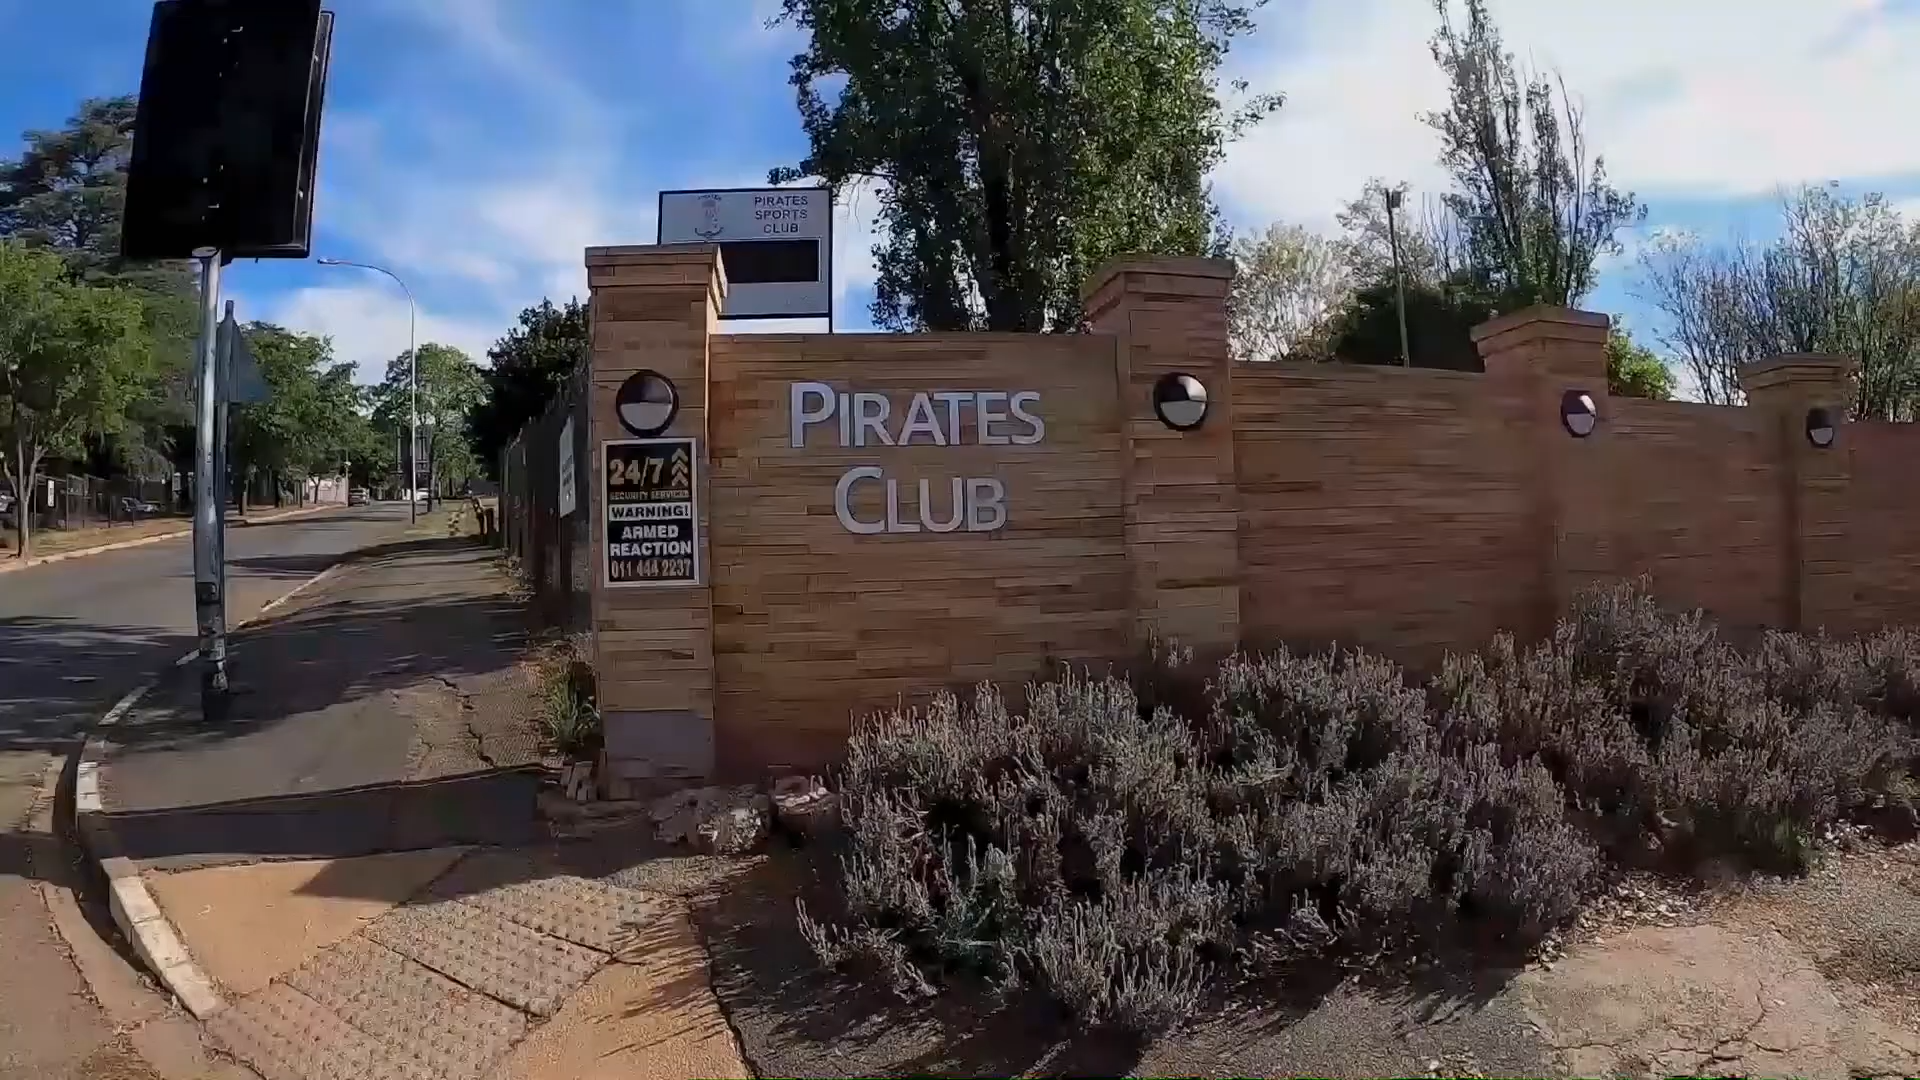 PIRATES
SPORTS
CLUB
PIRATES
CLUB
24/7
SECURITY SERVICES
WARNING!
ARMED
REACTION
011 444 2237